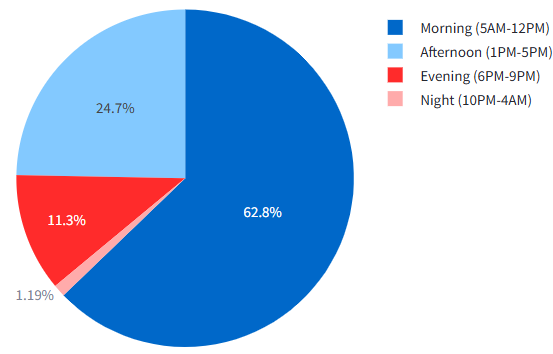 Morning (5AM-12PM)
Afternoon (1PM-5PM)
Evening (6PM-9PM)
Night (10PM-4AM)
24.7%
62.8%
11.3%
1.19%